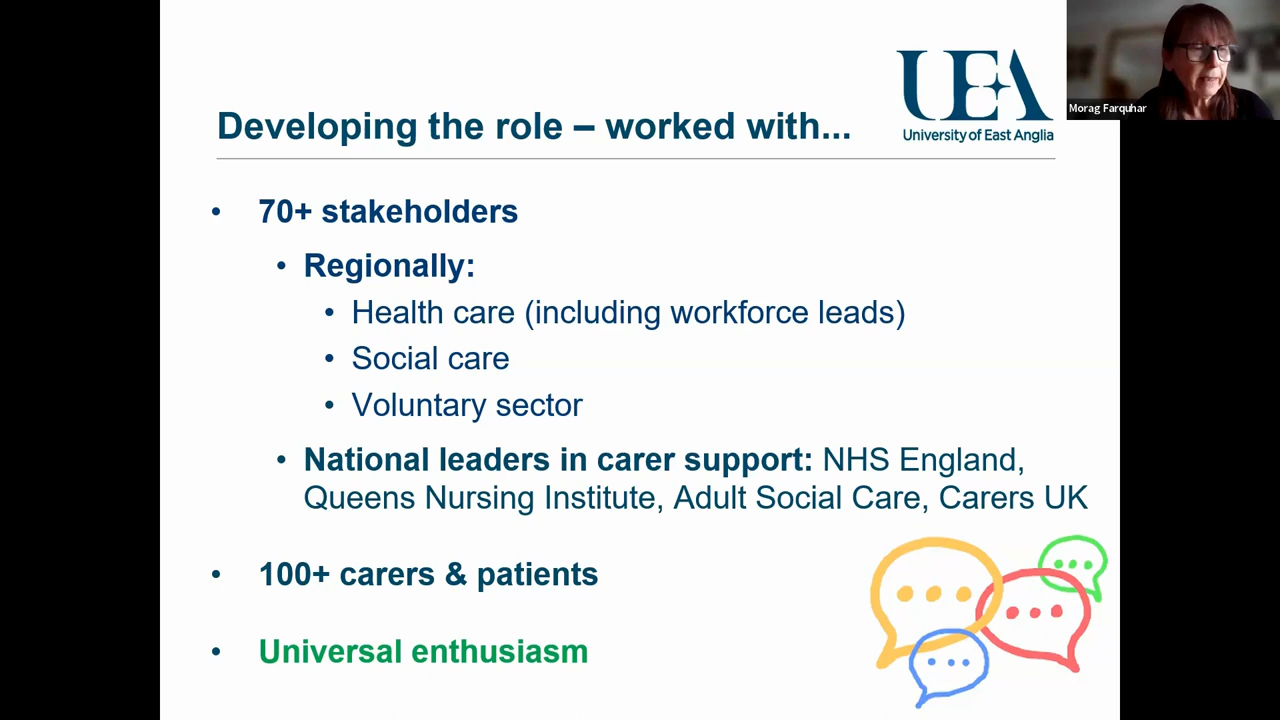 UEA
University of East Anglia
Morag Farquhar
Developing the role – worked with...
• 70+ stakeholders
• Regionally:
• Health care (including workforce leads)
• Social care
• Voluntary sector
• National leaders in carer support: NHS England,
Queens Nursing Institute, Adult Social Care, Carers UK
• 100+ carers & patients
• Universal enthusiasm